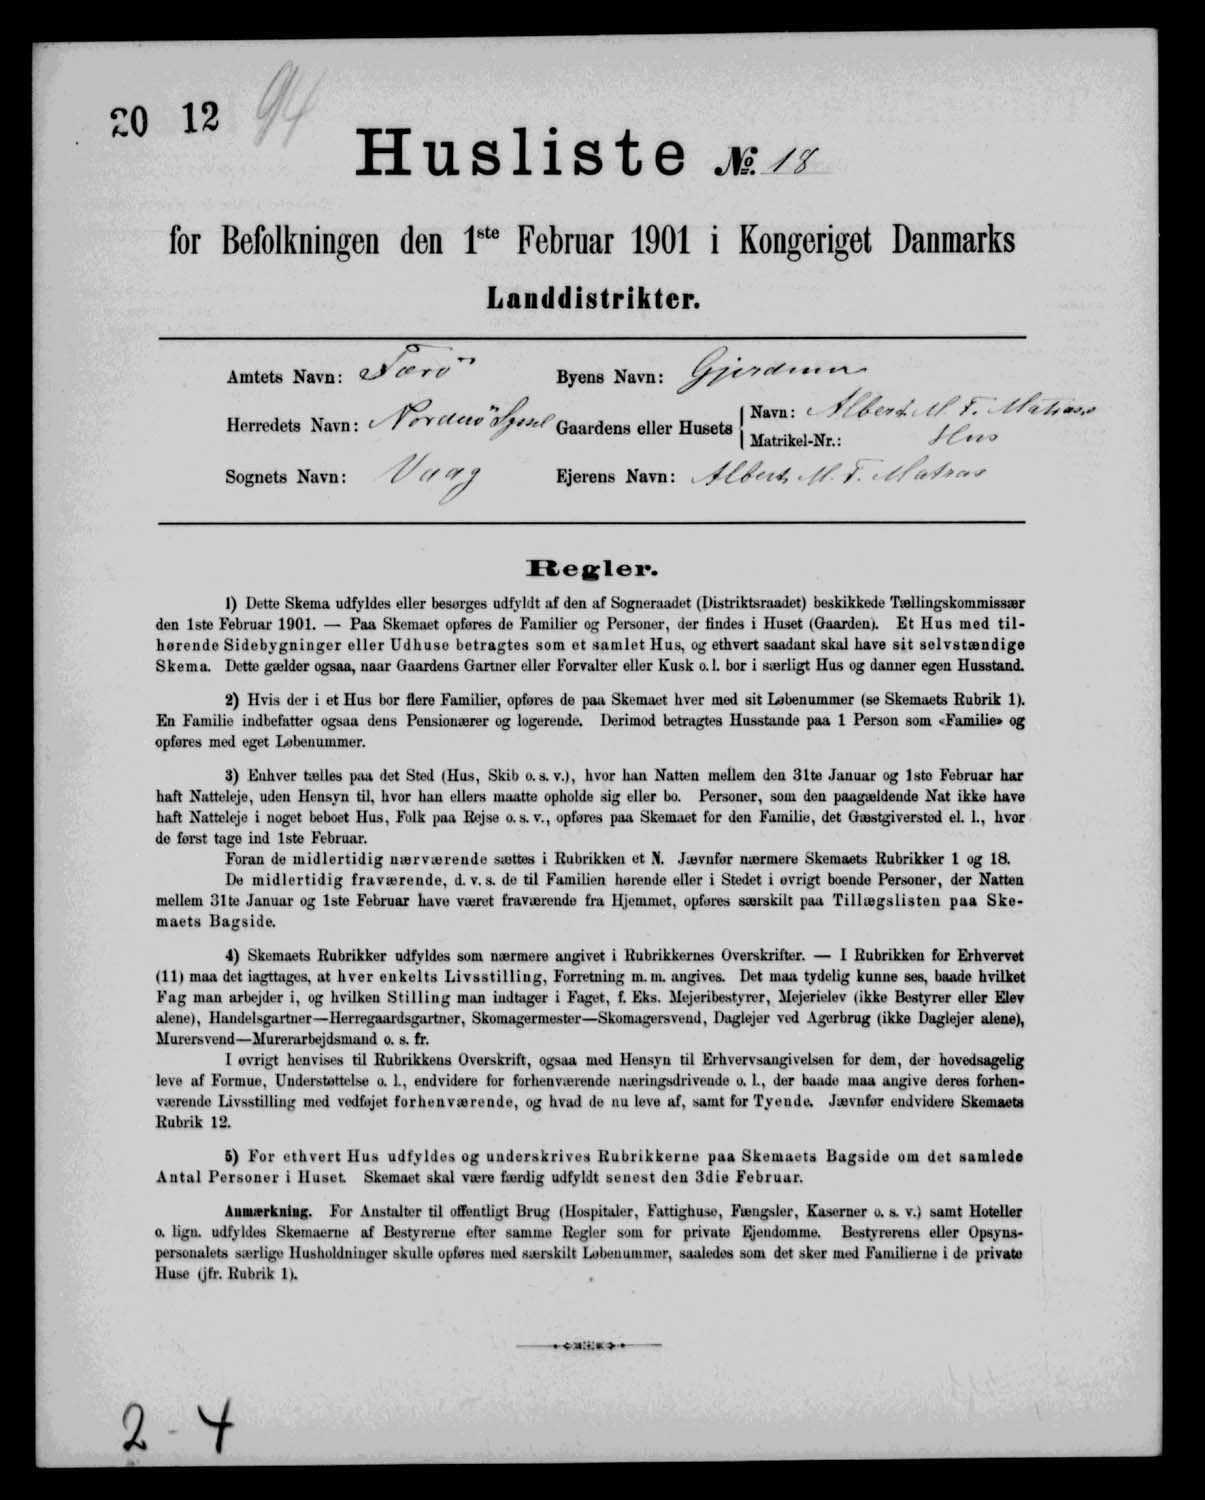 20 12 94
Husliste No. 18
for Befolkningen den 1ste Februar 1901 i Kongeriget Danmarks
Landdistrikter.
Amtets Navn: Færö Byens Navn:
Herredets Navn: Norderö Syssel Gaardens eller Husets Navn: Albert M. F. Matras
Matrikel-Nr.: Hus
Sognets Navn: Vaag Ejerens Navn: Albert M. F. Matras
Regler.
1) Dette Skema udfyldes eller besørges udfyldt af den af Sogneraadet (Distriktsraadet) beskikkede Tællingskommissær
den 1ste Februar 1901. — Paa Skemaet opføres de Familier og Personer, der findes i Huset (Gaarden). Et Hus med til-
hørende Sidebygninger eller Udhuse betragtes som et samlet Hus, og ethvert saadant skal have sit selvstændige
Skema. Dette gælder ogsaa, naar Gaardens Gartner eller Forvalter eller Kusk o. l. bor i særligt Hus og danner egen Husstand.
2) Hvis der i et Hus bor flere Familier, opføres de paa Skemaet hver med sit Løbenummer (se Skemaets Rubrik 1).
En Familie indbefatter ogsaa dens Pensionærer og logerende. Derimod betragtes Husstande paa 1 Person som «Familie» og
opføres med eget Løbenummer.
3) Enhver tælles paa det Sted (Hus, Skib o. s. v.), hvor han Natten mellem den 31te Januar og 1ste Februar har
haft Natteleje, uden Hensyn til, hvor han ellers maatte opholde sig eller bo. Personer, som den paagældende Nat ikke have
haft Natteleje i noget beboet Hus, Folk paa Rejse o. s. v., opføres paa Skemaet for den Familie, det Gæstgiversted el. l., hvor
de først tage ind 1ste Februar.
Foran de midlertidig nærværende sættes i Rubrikken et N. Jævnfør nærmere Skemaets Rubrikker 1 og 18.
De midlertidig fraværende, d. v. s. de til Familien hørende eller i Stedet i øvrigt boende Personer, der Natten
mellem 31te Januar og 1ste Februar have været fraværende fra Hjemmet, opføres særskilt paa Tillægslisten paa Ske-
maets Bagside.
4) Skemaets Rubrikker udfyldes som nærmere angivet i Rubrikkernes Overskrifter. — I Rubrikken for Erhvervet
(11) maa det iagttages, at hver enkelts Livsstilling, Forretning m. m. angives. Det maa tydelig kunne ses, baade hvilket
Fag man arbejder i, og hvilken Stilling man indtager i Faget, f. Eks. Mejeribestyrer, Mejerielev (ikke Bestyrer eller Elev
alene), Handelsgartner—Herregaardsgartner, Skomagermester—Skomagersvend, Daglejer ved Agerbrug (ikke Daglejer alene),
Murersvend—Murerarbejdsmand o. s. fr.
I øvrigt henvises til Rubrikkens Overskrift, ogsaa med Hensyn til Erhvervsangivelsen for dem, der hovedsagelig
leve af Formue, Understøttelse o. l., endvidere for forhenværende næringsdrivende o. l., der baade maa angive deres forhen-
værende Livsstilling med vedføjet forhenværende, og hvad de nu leve af, samt for Tyende. Jævnfør endvidere Skemaets
Rubrik 12.
5) For ethvert Hus udfyldes og underskrives Rubrikkerne paa Skemaets Bagside om det samlede
Antal Personer i Huset. Skemaet skal være færdig udfyldt senest den 3die Februar.
Anmærkning. For Anstalter til offentligt Brug (Hospitaler, Fattighuse, Fængsler, Kaserner o. s. v.) samt Hoteller
o. lign. udfyldes Skemaerne af Bestyrerne efter samme Regler som for private Ejendomme. Bestyrerens eller Opsyns-
personalets særlige Husholdninger skulle opføres med særskilt Løbenummer, saaledes som det sker med Familierne i de private
Huse (jfr. Rubrik 1).
2 - 4